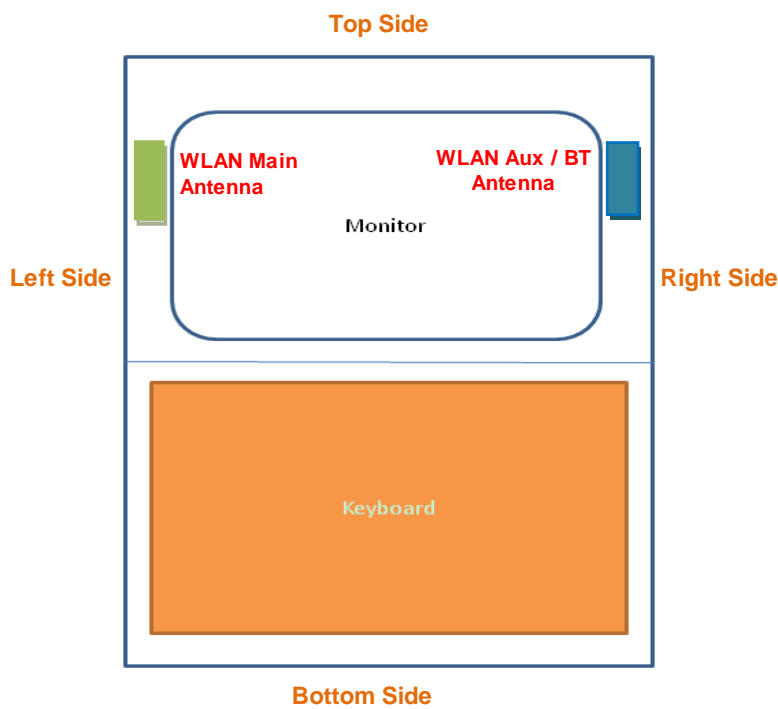 Top Side
WLAN Main
Antenna
WLAN Aux / BT
Antenna
Monitor
Left Side
Right Side
Keyboard
Bottom Side